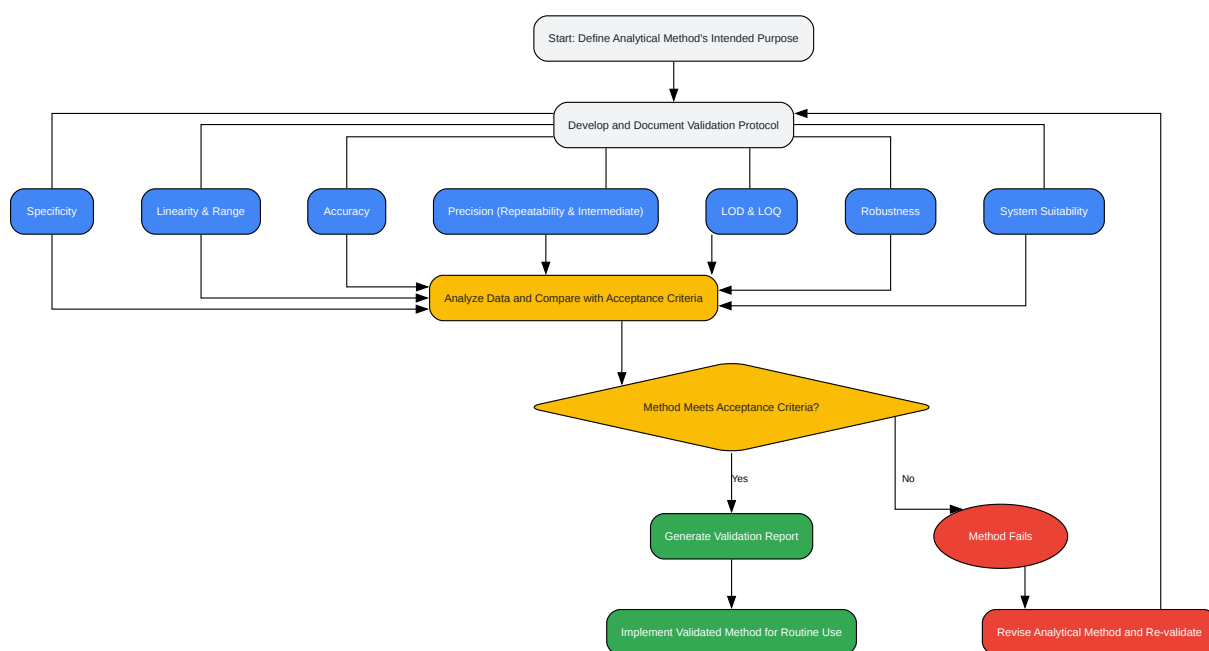 Start: Define Analytical Method's Intended Purpose
Develop and Document Validation Protocol
Specificity
Linearity & Range
Accuracy
Precision (Repeatability & Intermediate)
LOD & LOQ
Robustness
System Suitability
Analyze Data and Compare with Acceptance Criteria
Method Meets Acceptance Criteria?
Yes
No
Generate Validation Report
Method Fails
Implement Validated Method for Routine Use
Revise Analytical Method and Re-validate